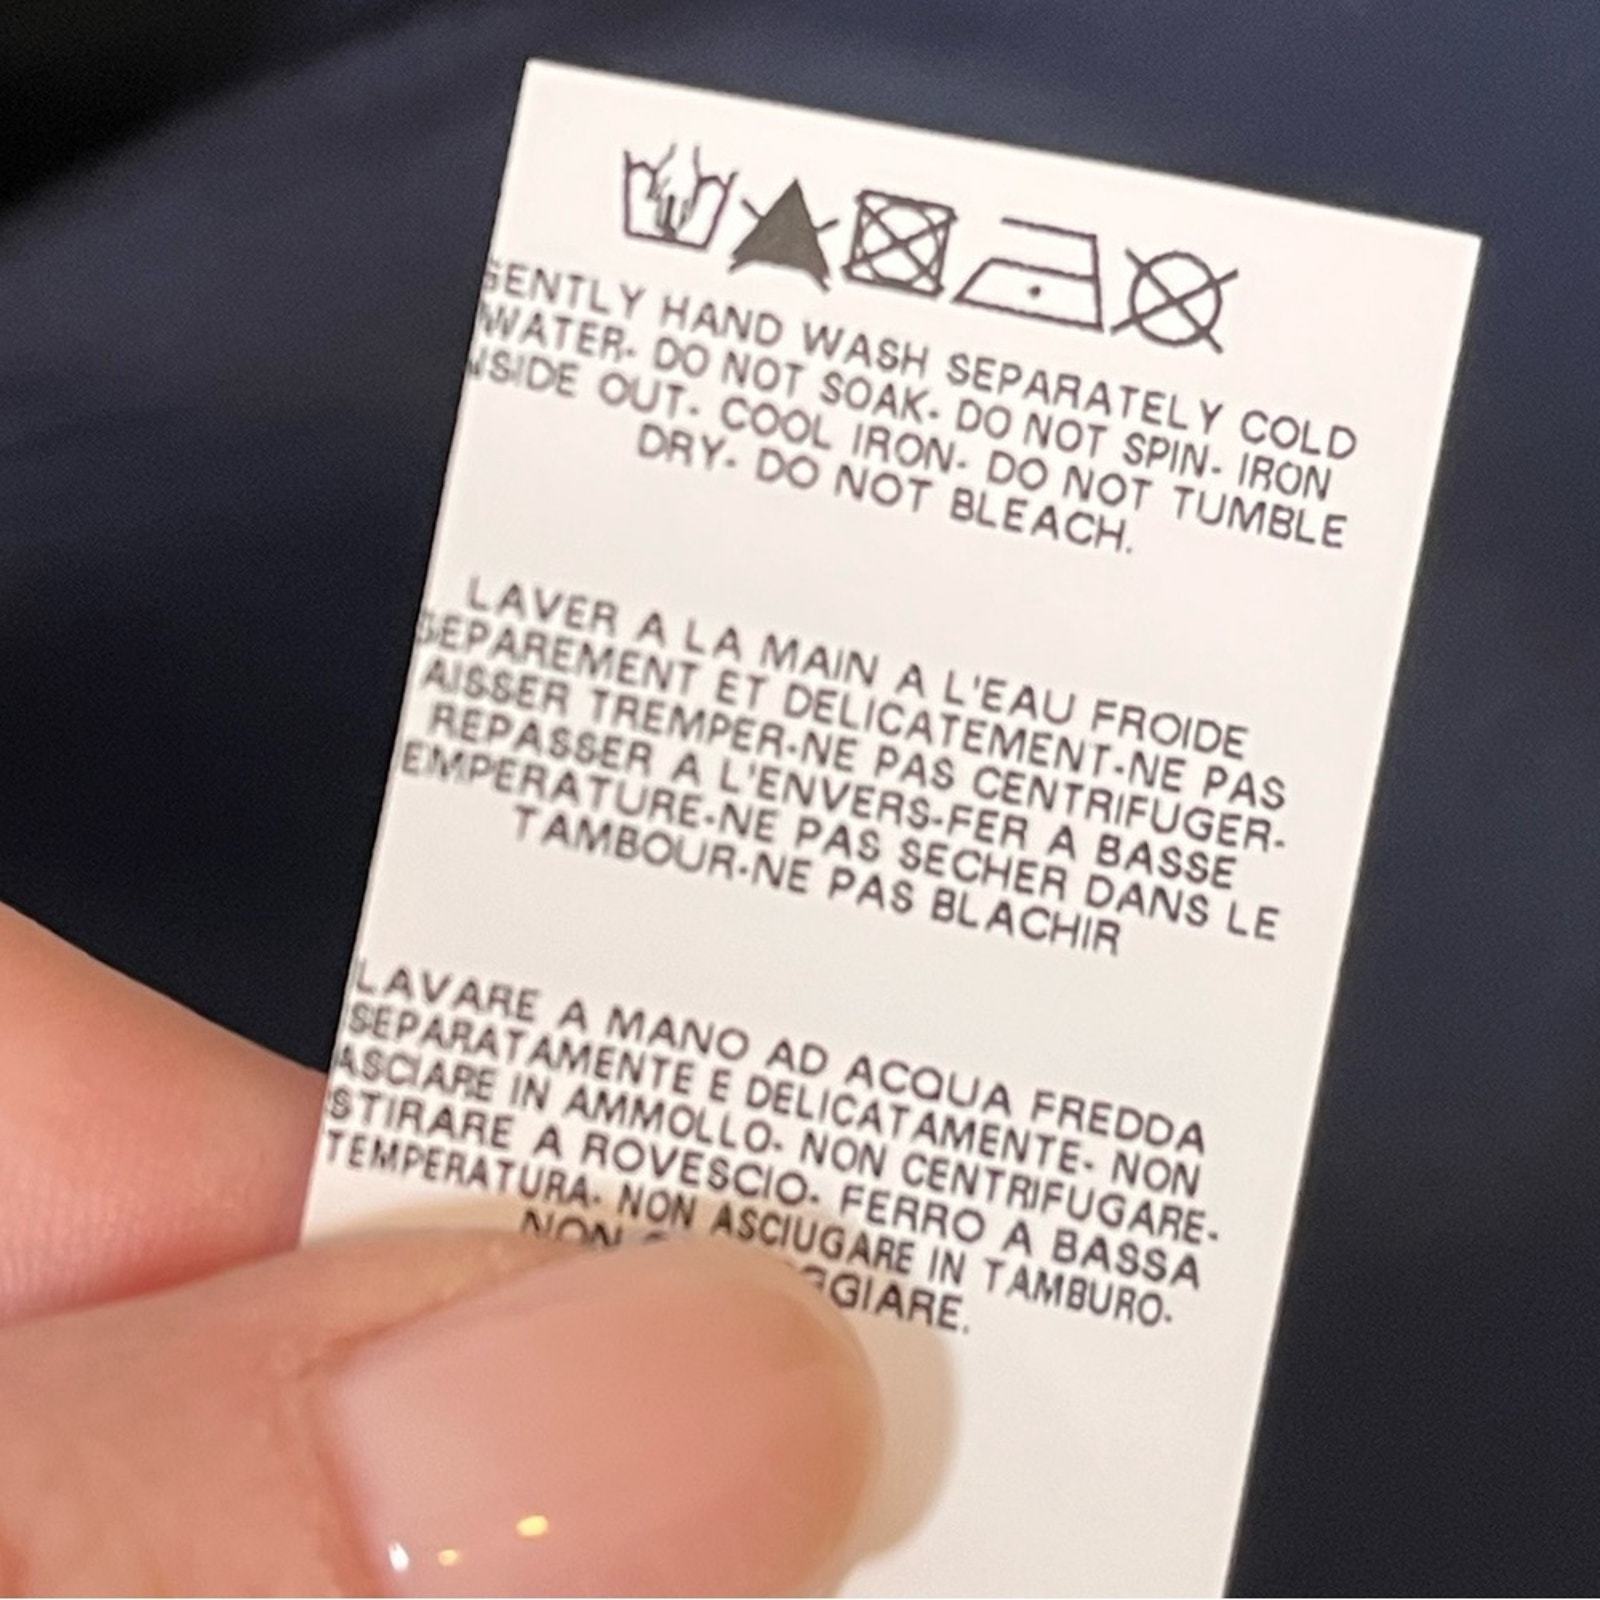 GENTLY HAND WASH SEPARATELY COLD
WATER- DO NOT SOAK- DO NOT SPIN- IRON
INSIDE OUT- COOL IRON- DO NOT TUMBLE
DRY- DO NOT BLEACH.
LAVER A LA MAIN A L'EAU FROIDE
SEPAREMENT ET DELICATEMENT-NE PAS
AISSER TREMPER-NE PAS CENTRIFUGER-
REPASSER A L'ENVERS-FER A BASSE
EMPERATURE-NE PAS SECHER DANS LE
TAMBOUR-NE PAS BLACHIR
LAVARE A MANO AD ACQUA FREDDA
SEPARATAMENTE E DELICATAMENTE- NON
ASCIARE IN AMMOLLO- NON CENTRIFUGARE-
STIRARE A ROVESCIO- FERRO A BASSA
TEMPERATURA- NON ASCIUGARE IN TAMBURO-
NON